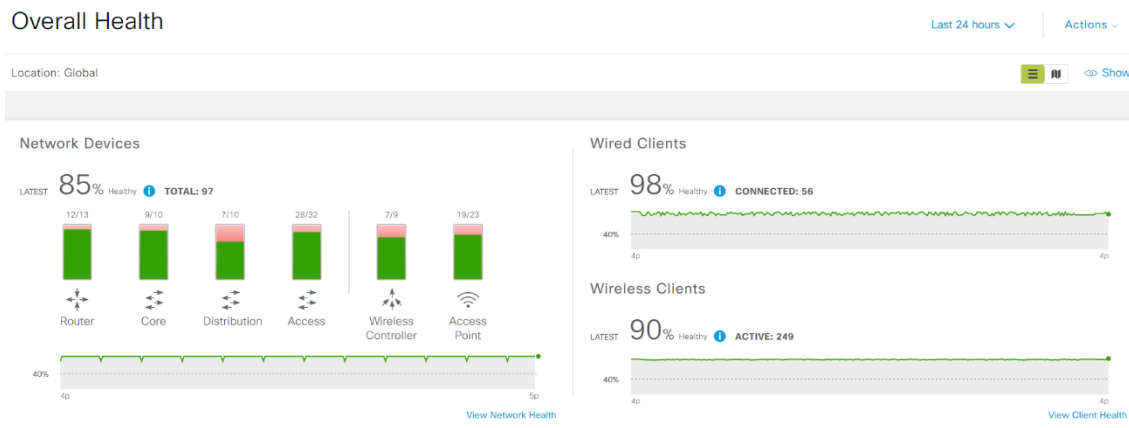 Overall Health
Last 24 hours
Actions
Location: Global
Show
Network Devices
LATEST 85% Healthy TOTAL: 97
12/13 9/10 7/10 28/32 7/9 19/23
Router Core Distribution Access Wireless Controller Access Point
40%
4p 5p
View Network Health
Wired Clients
LATEST 98% Healthy CONNECTED: 56
40%
4p 4p
Wireless Clients
LATEST 90% Healthy ACTIVE: 249
40%
4p 4p
View Client Health